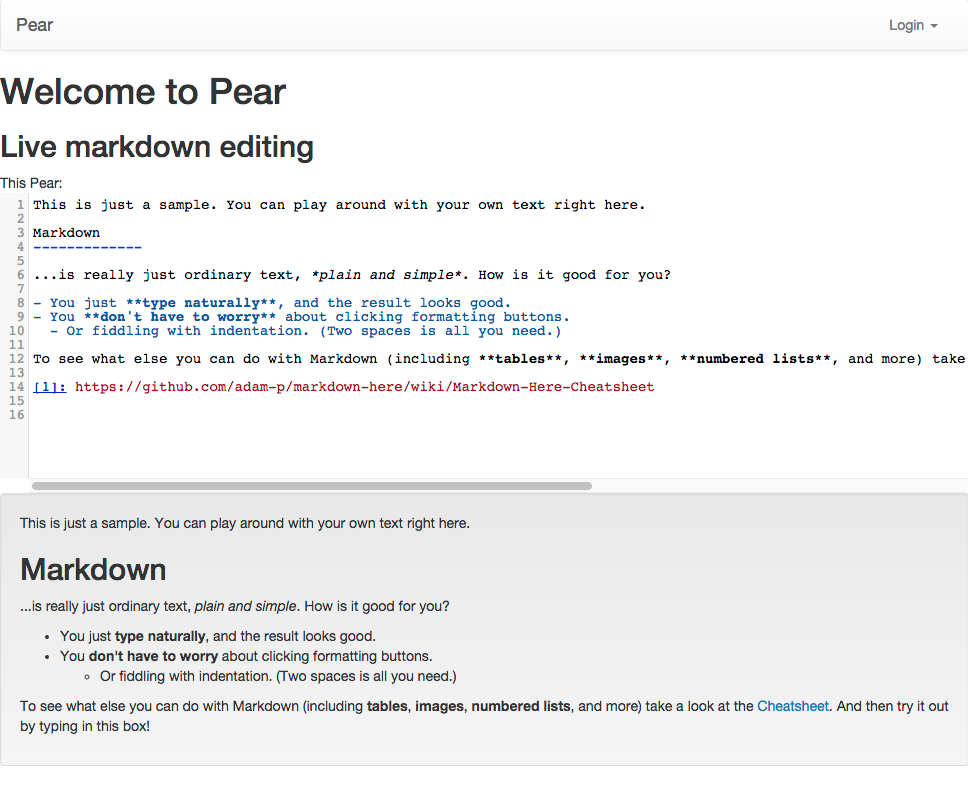 Pear
Login
Welcome to Pear
Live markdown editing
This Pear:
1 This is just a sample. You can play around with your own text right here.
2
3 Markdown
4 -------------
5
6 ...is really just ordinary text, *plain and simple*. How is it good for you?
7
8 - You just **type naturally**, and the result looks good.
9 - You **don't have to worry** about clicking formatting buttons.
10   - Or fiddling with indentation. (Two spaces is all you need.)
11
12 To see what else you can do with Markdown (including **tables**, **images**, **numbered lists**, and more) take
13
14 [1]: https://github.com/adam-p/markdown-here/wiki/Markdown-Here-Cheatsheet
15
16
This is just a sample. You can play around with your own text right here.
Markdown
...is really just ordinary text, plain and simple. How is it good for you?
• You just type naturally, and the result looks good.
• You don't have to worry about clicking formatting buttons.
◦ Or fiddling with indentation. (Two spaces is all you need.)
To see what else you can do with Markdown (including tables, images, numbered lists, and more) take a look at the Cheatsheet. And then try it out
by typing in this box!